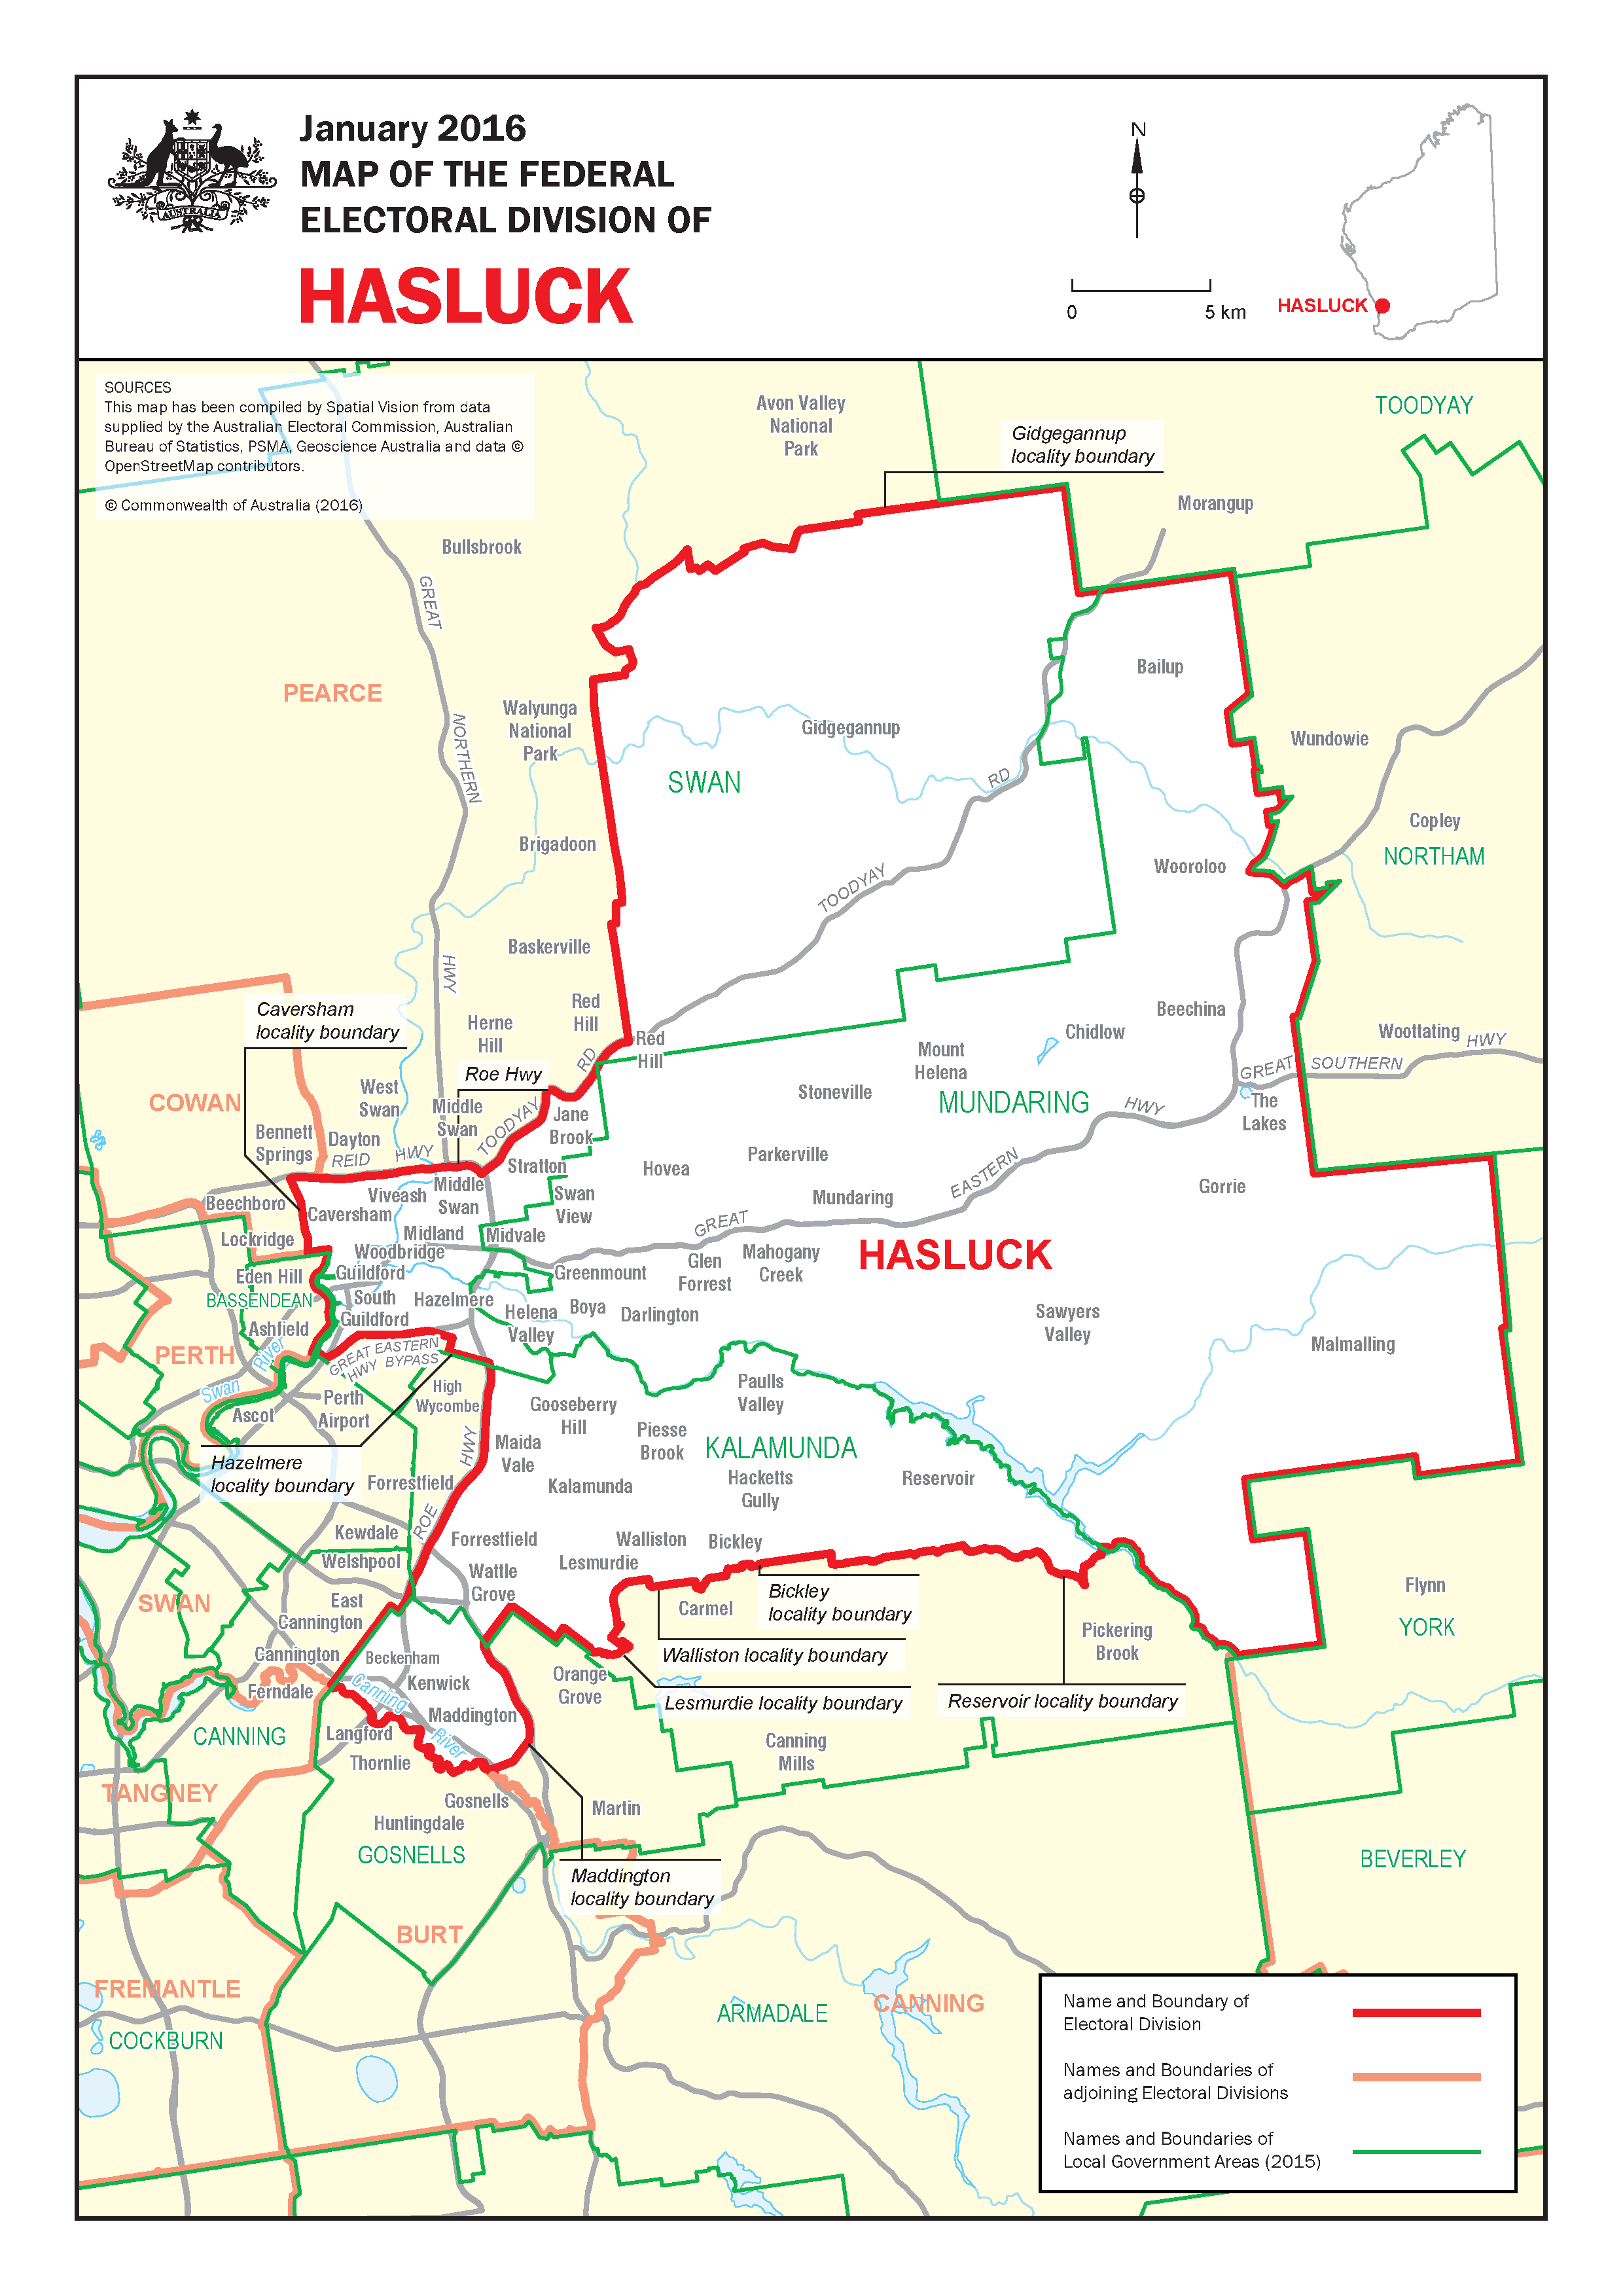 January 2016
MAP OF THE FEDERAL
ELECTORAL DIVISION OF
HASLUCK
AUSTRALIA
N
0
5 km
HASLUCK
SOURCES
This map has been compiled by Spatial Vision from data
supplied by the Australian Electoral Commission, Australian
Bureau of Statistics, PSMA, Geoscience Australia and data ©
OpenStreetMap contributors.
© Commonwealth of Australia (2016)
Avon Valley
National
Park
TOODYAY
Gidgegannup
locality boundary
Morangup
Bullsbrook
GREAT
Bailup
PEARCE
Walyunga
National
Park
NORTHERN
Gidgegannup
Wundowie
SWAN
RD
Copley
Brigadoon
NORTHAM
Wooroloo
TOODYAY
Baskerville
HWY
Red
Hill
Caversham
locality boundary
Herne
Hill
Beechina
Chidlow
Woottating
HWY
Red
Hill
Mount
Helena
RD
Roe Hwy
GREAT
SOUTHERN
West
Swan
Stoneville
MUNDARING
HWY
The
Lakes
COWAN
Middle
Swan
TOODYAY
Jane
Brook
Bennett
Springs
Dayton
REID
HWY
Stratton
Hovea
Parkerville
EASTERN
Gorrie
Beechboro
Viveash
Middle
Swan
Swan
View
Mundaring
Caversham
GREAT
Lockridge
Midland
Midvale
Woodbridge
HASLUCK
Glen
Forrest
Mahogany
Creek
Eden Hill
Guildford
Greenmount
BASSENDEAN
South
Guildford
Hazelmere
Helena
Valley
Boya
Darlington
Sawyers
Valley
Ashfield
Malmalling
PERTH
River
GREAT EASTERN
HWY BYPASS
Swan
Perth
Airport
High
Wycombe
Paulls
Valley
Ascot
Gooseberry
Hill
Piesse
Brook
KALAMUNDA
Maida
Vale
HWY
Hazelmere
locality boundary
Forrestfield
Kalamunda
Hacketts
Gully
Reservoir
ROE
Kewdale
Forrestfield
Walliston
Bickley
Welshpool
Lesmurdie
Wattle
Grove
SWAN
East
Cannington
Carmel
Bickley
locality boundary
Flynn
YORK
Pickering
Brook
Cannington
Beckenham
Walliston locality boundary
Ferndale
Canning
Kenwick
Orange
Grove
Lesmurdie locality boundary
Reservoir locality boundary
CANNING
Langford
Maddington
River
Thornlie
Canning
Mills
TANGNEY
Gosnells
Martin
Huntingdale
GOSNELLS
BEVERLEY
Maddington
locality boundary
BURT
FREMANTLE
ARMADALE
CANNING
COCKBURN
Name and Boundary of
Electoral Division
Names and Boundaries of
adjoining Electoral Divisions
Names and Boundaries of
Local Government Areas (2015)